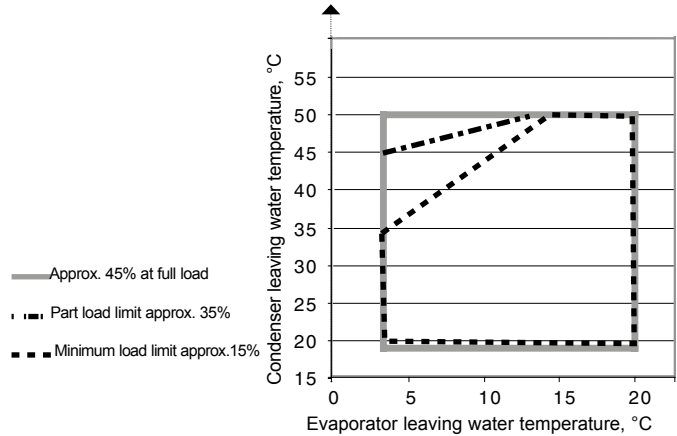 Condenser leaving water temperature, °C
55
50
45
40
35
30
25
20
15
0 5 10 15 20
Evaporator leaving water temperature, °C
Approx. 45% at full load
Part load limit approx. 35%
Minimum load limit approx.15%